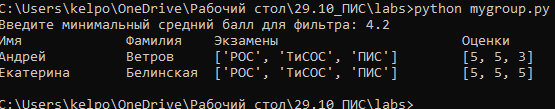 C:\Users\kelpo\OneDrive\Рабочий стол\29.10_ПИС\labs>python mygroup.py
Введите минимальный средний балл для фильтра: 4.2
Имя Фамилия Экзамены Оценки
Андрей Ветров ['РОС', 'ТиСОС', 'ПИС'] [5, 5, 3]
Екатерина Белинская ['РОС', 'ТиСОС', 'ПИС'] [5, 5, 5]
C:\Users\kelpo\OneDrive\Рабочий стол\29.10_ПИС\labs>